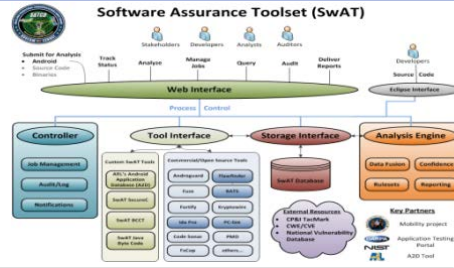 Software Assurance Toolset (SwAT)
SATCO
Stakeholders
Developers
Analysts
Auditors
Developers
Submit for Analysis
• Android
• Source Code
• Binaries
Track
Status
Analyze
Manage
Jobs
Query
Audit
Deliver
Reports
Source Code
Web Interface
Eclipse Interface
Process Control
Controller
Job Management
Audit/Log
Notifications
Tool Interface
Custom SwAT Tools
ATL's Android
Application
Database (A2D)
SwAT SecureL
SwAT BCCT
SwAT Java
Byte Code
Commercial/Open Source Tools
Androguard
Flawfinder
Fuse
RATS
Fortify
Kryptowire
Ida Pro
PC-lint
Code Sonar
PMD
FxCop
others...
Storage Interface
SwAT Database
External Resources
• CWE/CVE
• National Vulnerability
Database
Analysis Engine
Data Fusion
Confidence
Rulesets
Reporting
Key Partners
Mobility project
NIST
Application Testing
Portal
A2D Tool